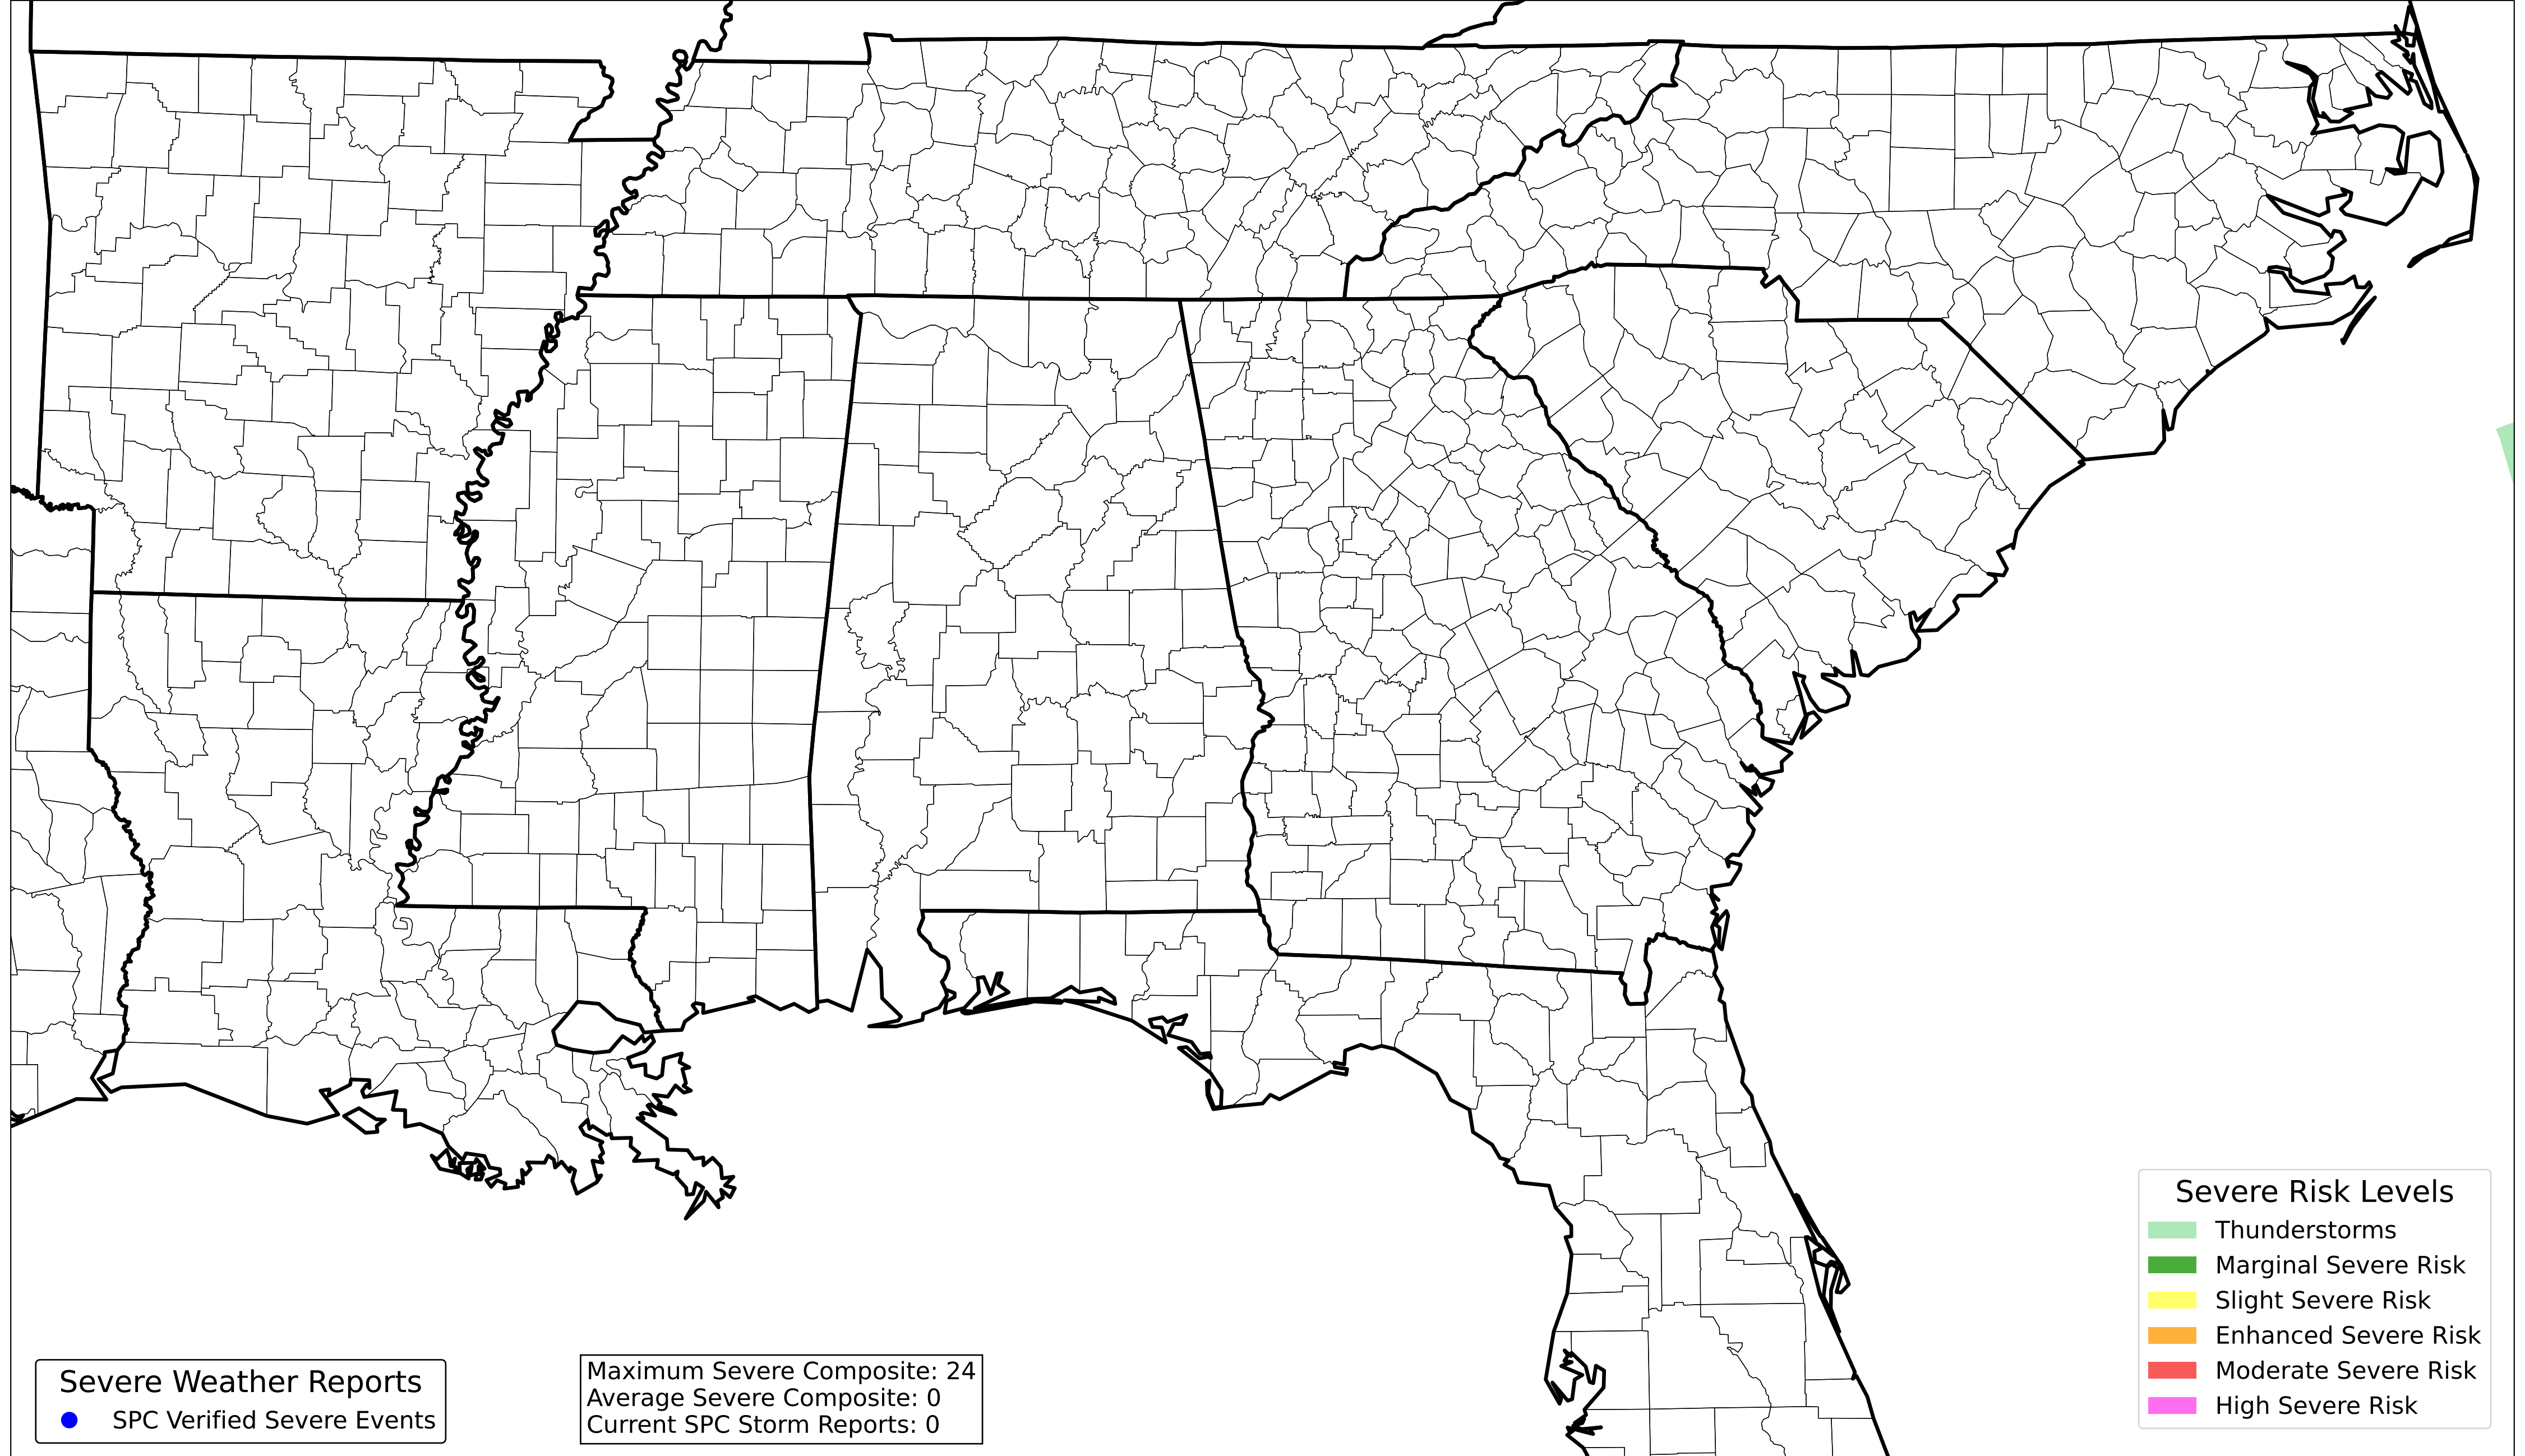 Severe Weather Reports
SPC Verified Severe Events
Maximum Severe Composite: 24
Average Severe Composite: 0
Current SPC Storm Reports: 0
Severe Risk Levels
Thunderstorms
Marginal Severe Risk
Slight Severe Risk
Enhanced Severe Risk
Moderate Severe Risk
High Severe Risk